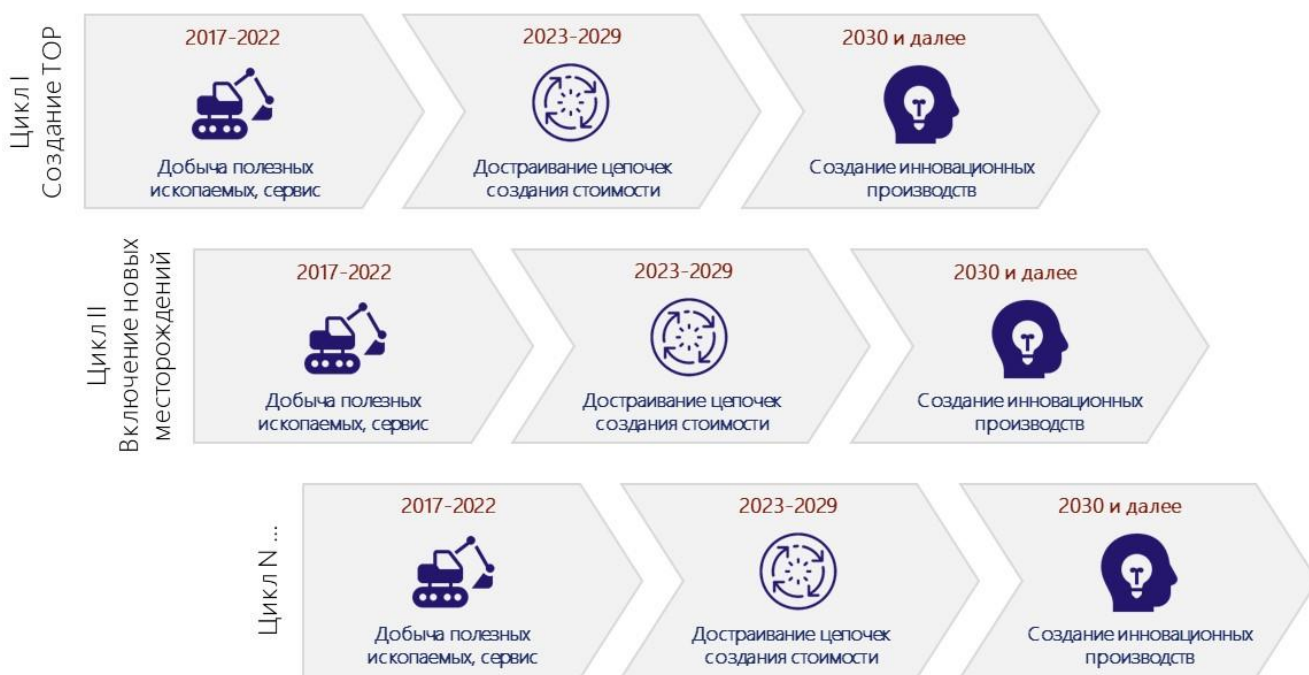 Цикл I
Создание ТОР
2017-2022
Добыча полезных
ископаемых, сервис
2023-2029
Достраивание цепочек
создания стоимости
2030 и далее
Создание инновационных
производств
Цикл II
Включение новых
месторождений
2017-2022
Добыча полезных
ископаемых, сервис
2023-2029
Достраивание цепочек
создания стоимости
2030 и далее
Создание инновационных
производств
Цикл N ...
2017-2022
Добыча полезных
ископаемых, сервис
2023-2029
Достраивание цепочек
создания стоимости
2030 и далее
Создание инновационных
производств